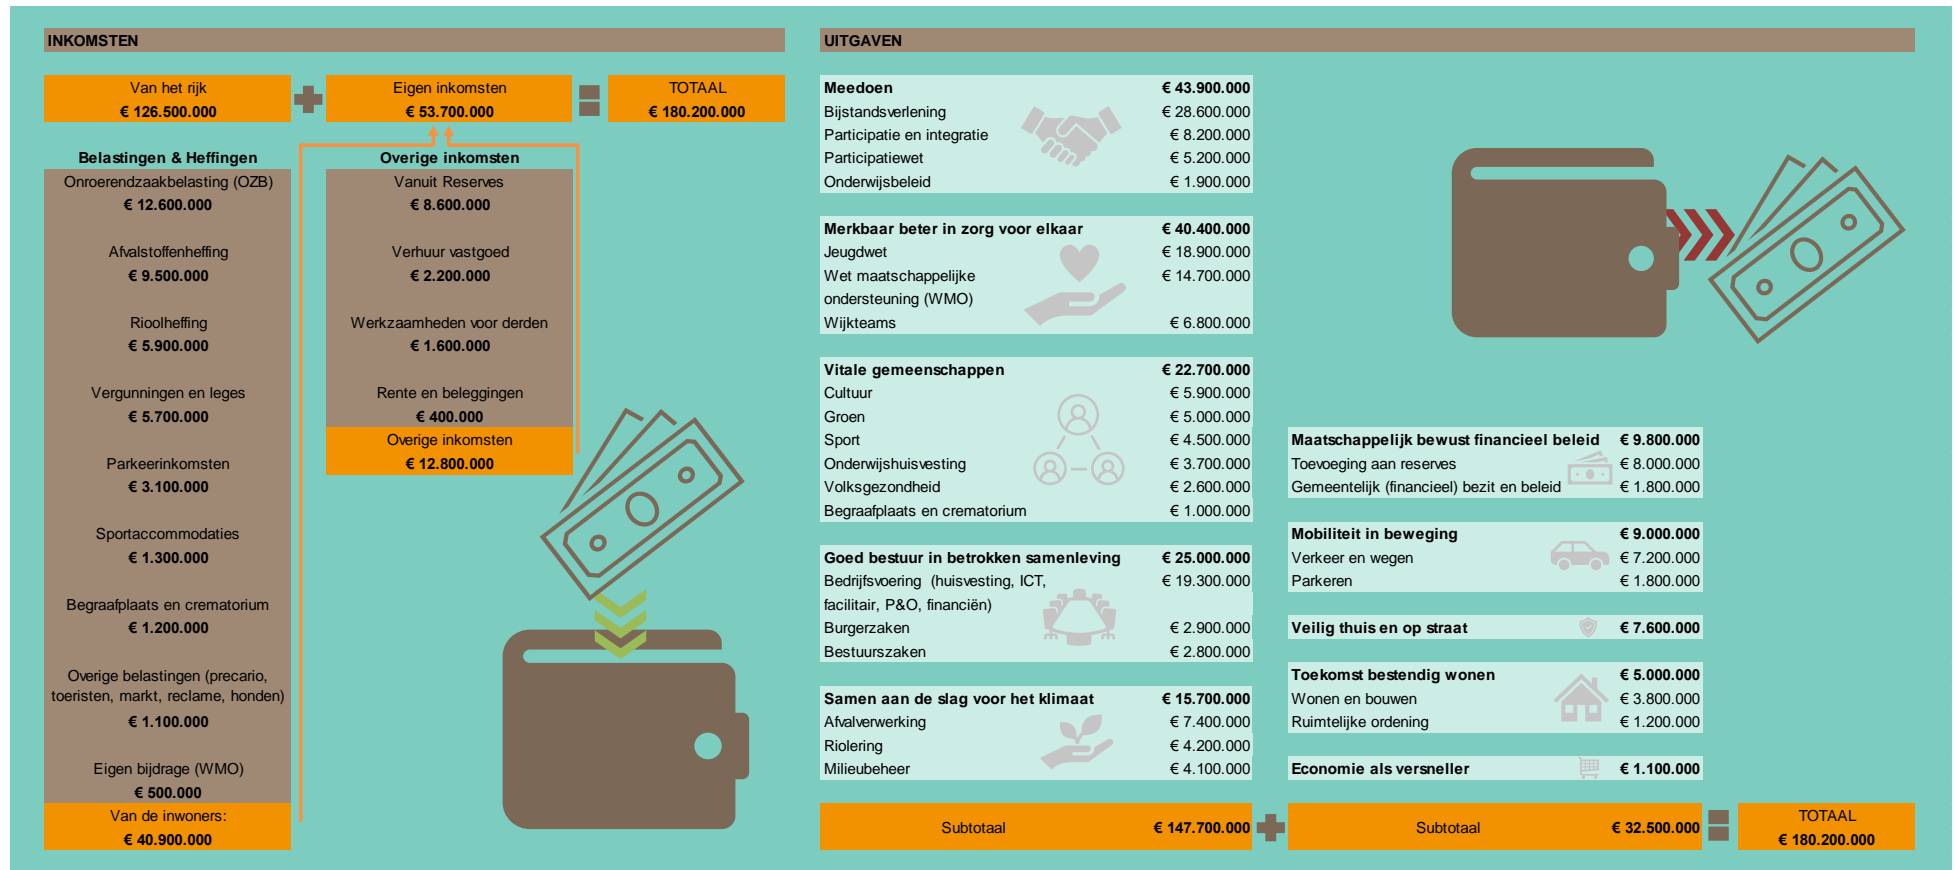 INKOMSTEN
Van het rijk
€ 126.500.000
Eigen inkomsten
€ 53.700.000
TOTAAL
€ 180.200.000
Belastingen & Heffingen
Onroerendzaakbelasting (OZB)
€ 12.600.000
Afvalstoffenheffing
€ 9.500.000
Rioolheffing
€ 5.900.000
Vergunningen en leges
€ 5.700.000
Parkeerinkomsten
€ 3.100.000
Sportaccommodaties
€ 1.300.000
Begraafplaats en crematorium
€ 1.200.000
Overige belastingen (precario,
toeristen, markt, reclame, honden)
€ 1.100.000
Eigen bijdrage (WMO)
€ 500.000
Van de inwoners:
€ 40.900.000
Overige inkomsten
Vanuit Reserves
€ 8.600.000
Verhuur vastgoed
€ 2.200.000
Werkzaamheden voor derden
€ 1.600.000
Rente en beleggingen
€ 400.000
Overige inkomsten
€ 12.800.000
UITGAVEN
Meedoen € 43.900.000
Bijstandsverlening € 28.600.000
Participatie en integratie € 8.200.000
Participatiewet € 5.200.000
Onderwijsbeleid € 1.900.000
Merkbaar beter in zorg voor elkaar € 40.400.000
Jeugdwet € 18.900.000
Wet maatschappelijke € 14.700.000
ondersteuning (WMO)
Wijkteams € 6.800.000
Vitale gemeenschappen € 22.700.000
Cultuur € 5.900.000
Groen € 5.000.000
Sport € 4.500.000
Onderwijshuisvesting € 3.700.000
Volksgezondheid € 2.600.000
Begraafplaats en crematorium € 1.000.000
Goed bestuur in betrokken samenleving € 25.000.000
Bedrijfsvoering (huisvesting, ICT, € 19.300.000
facilitair, P&O, financiën)
Burgerzaken € 2.900.000
Bestuurszaken € 2.800.000
Samen aan de slag voor het klimaat € 15.700.000
Afvalverwerking € 7.400.000
Riolering € 4.200.000
Milieubeheer € 4.100.000
Subtotaal € 147.700.000
Maatschappelijk bewust financieel beleid € 9.800.000
Toevoeging aan reserves € 8.000.000
Gemeentelijk (financieel) bezit en beleid € 1.800.000
Mobiliteit in beweging € 9.000.000
Verkeer en wegen € 7.200.000
Parkeren € 1.800.000
Veilig thuis en op straat € 7.600.000
Toekomst bestendig wonen € 5.000.000
Wonen en bouwen € 3.800.000
Ruimtelijke ordening € 1.200.000
Economie als versneller € 1.100.000
Subtotaal € 32.500.000
TOTAAL
€ 180.200.000